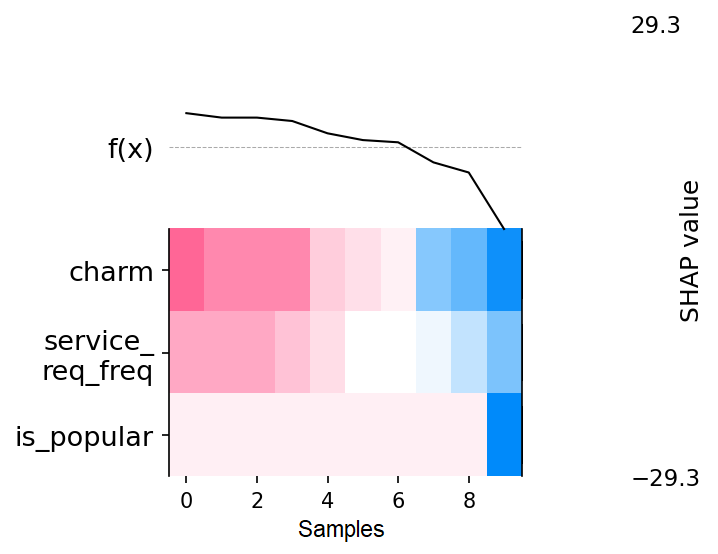 29.3
f(x)
charm
service_
req_freq
is_popular
0 2 4 6 8
Samples
SHAP value
−29.3